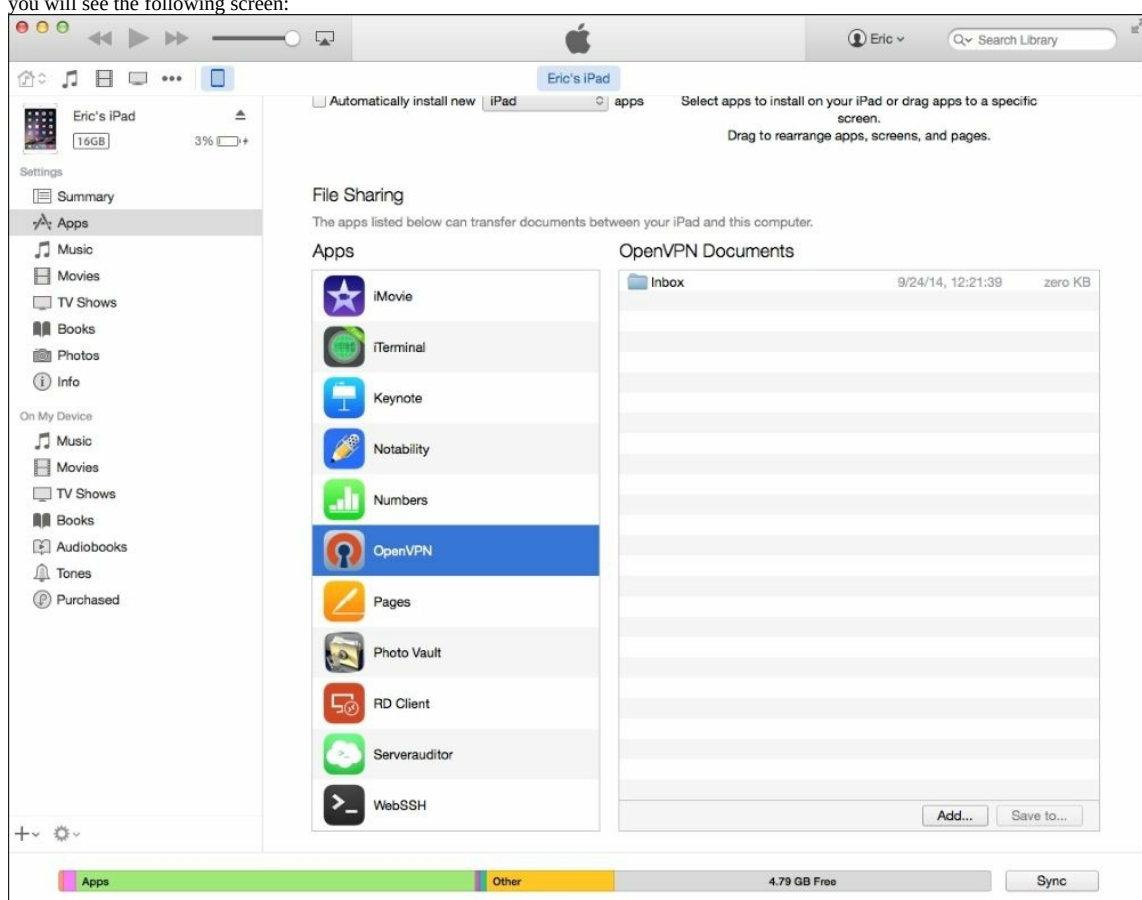 you will see the following screen:
Eric
Search Library
Eric's iPad
Eric's iPad
16GB
3%
Settings
Summary
Apps
Music
Movies
TV Shows
Books
Photos
Info
On My Device
Music
Movies
TV Shows
Books
Audiobooks
Tones
Purchased
Automatically install new iPad apps
Select apps to install on your iPad or drag apps to a specific
screen.
Drag to rearrange apps, screens, and pages.
File Sharing
The apps listed below can transfer documents between your iPad and this computer.
Apps
iMovie
iTerminal
Keynote
Notability
Numbers
OpenVPN
Pages
Photo Vault
RD Client
Serverauditor
WebSSH
OpenVPN Documents
Inbox 9/24/14, 12:21:39 zero KB
Add... Save to...
Apps Other 4.79 GB Free Sync